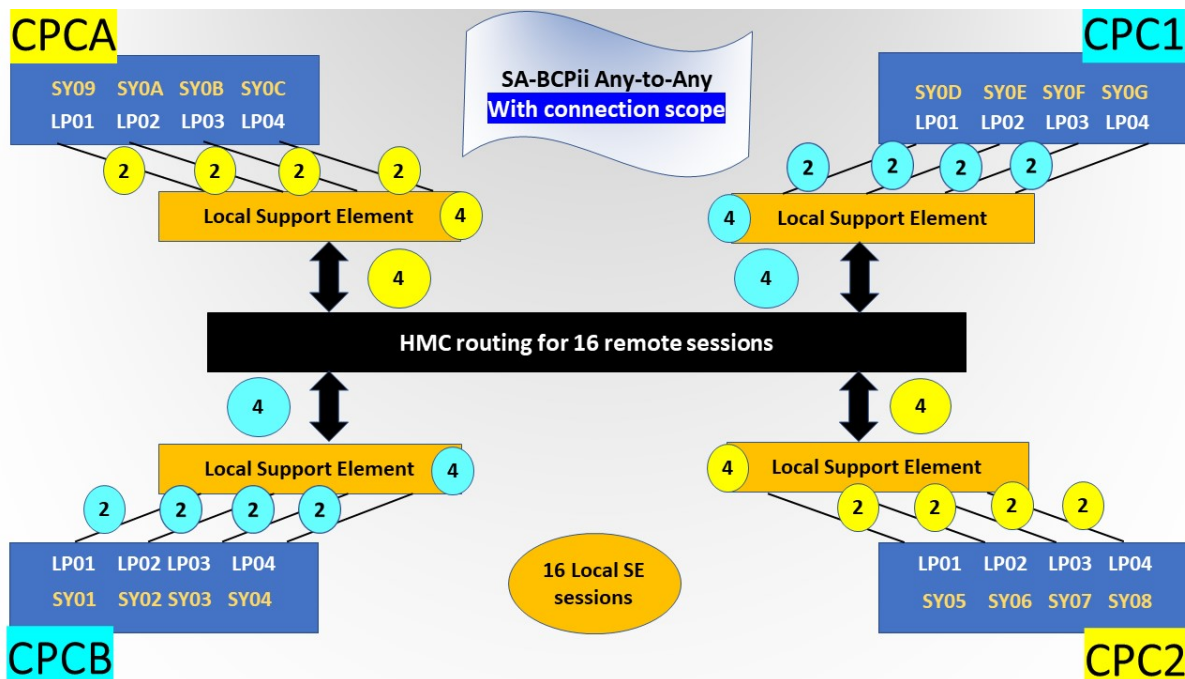 CPCA
SY09 SY0A SY0B SY0C
LP01 LP02 LP03 LP04
2 2 2 2
Local Support Element 4
4
SA-BCPii Any-to-Any
With connection scope
CPC1
SY0D SY0E SY0F SY0G
LP01 LP02 LP03 LP04
2 2 2 2
4 Local Support Element
4
HMC routing for 16 remote sessions
4
Local Support Element 4
2 2 2 2
LP01 LP02 LP03 LP04
SY01 SY02 SY03 SY04
CPCB
16 Local SE
sessions
4
4 Local Support Element
2 2 2 2
LP01 LP02 LP03 LP04
SY05 SY06 SY07 SY08
CPC2